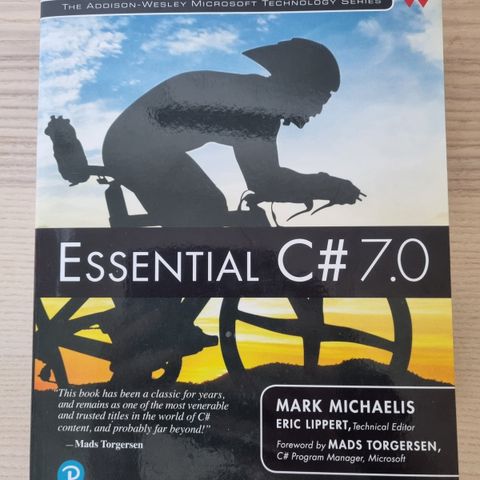 THE ADDISON-WESLEY MICROSOFT TECHNOLOGY SERIES
ESSENTIAL C# 7.0
"This book has been a classic for years,
and remains as one of the most venerable
and trusted titles in the world of C#
content, and probably far beyond!"
—Mads Torgersen
MARK MICHAELIS
ERIC LIPPERT, Technical Editor
Foreword by MADS TORGERSEN,
C# Program Manager, Microsoft
P